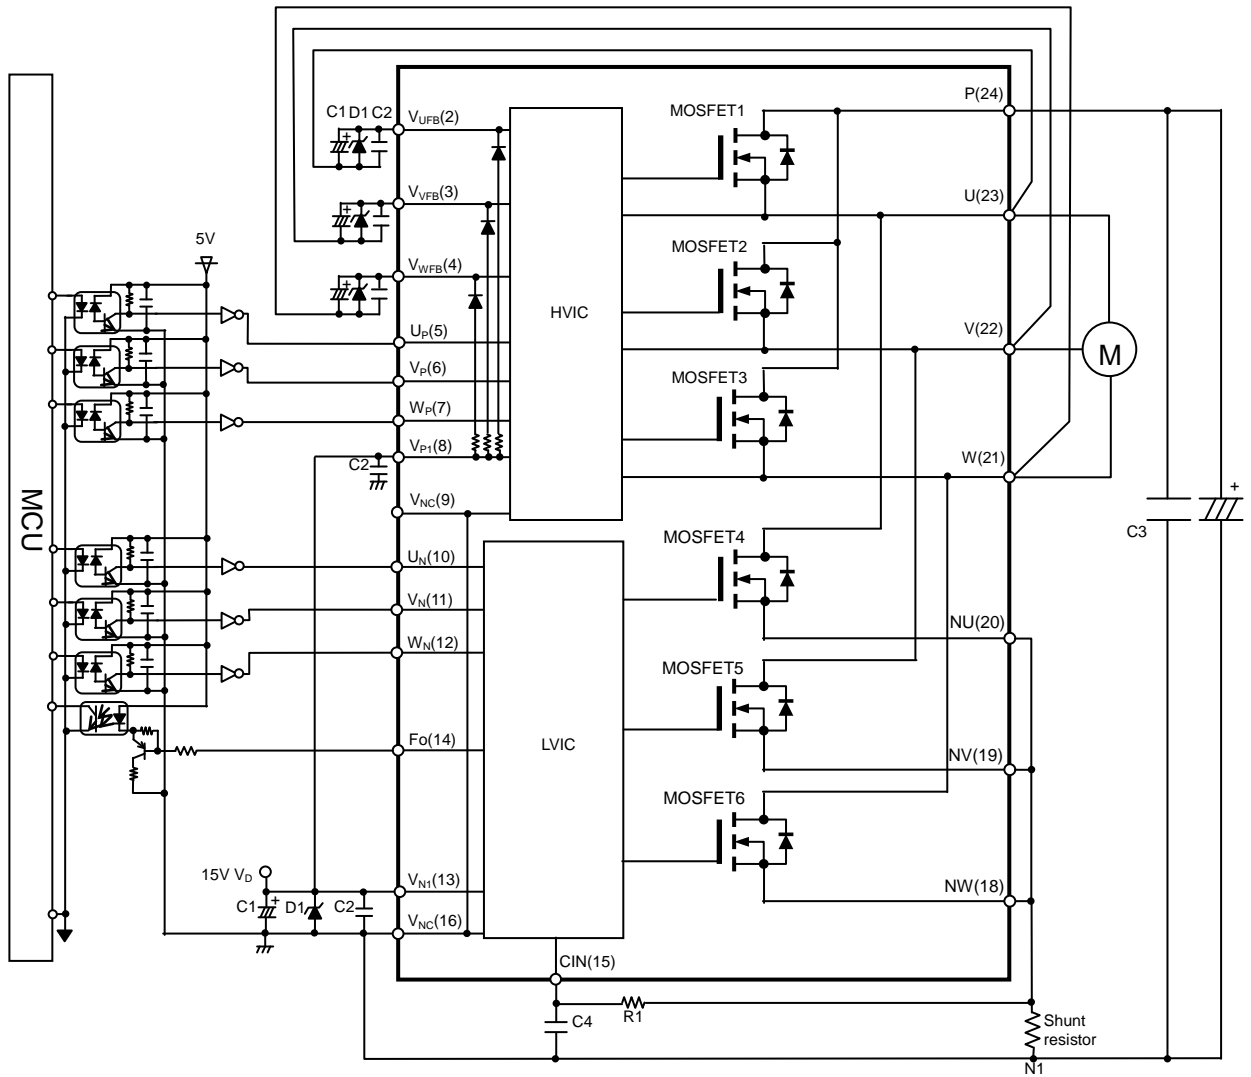 P(24)
MOSFET1
C1 D1 C2
VUFB(2)
VVFB(3)
U(23)
5V
MOSFET2
VWFB(4)
HVIC
UP(5)
V(22)
M
VP(6)
MOSFET3
WP(7)
VP1(8)
C2
W(21)
MCU
VNC(9)
+
C3
MOSFET4
UN(10)
VN(11)
NU(20)
WN(12)
MOSFET5
Fo(14)
LVIC
NV(19)
MOSFET6
15V VD
VN1(13)
NW(18)
C1
+
D1
C2
VNC(16)
CIN(15)
C4
R1
Shunt
resistor
N1